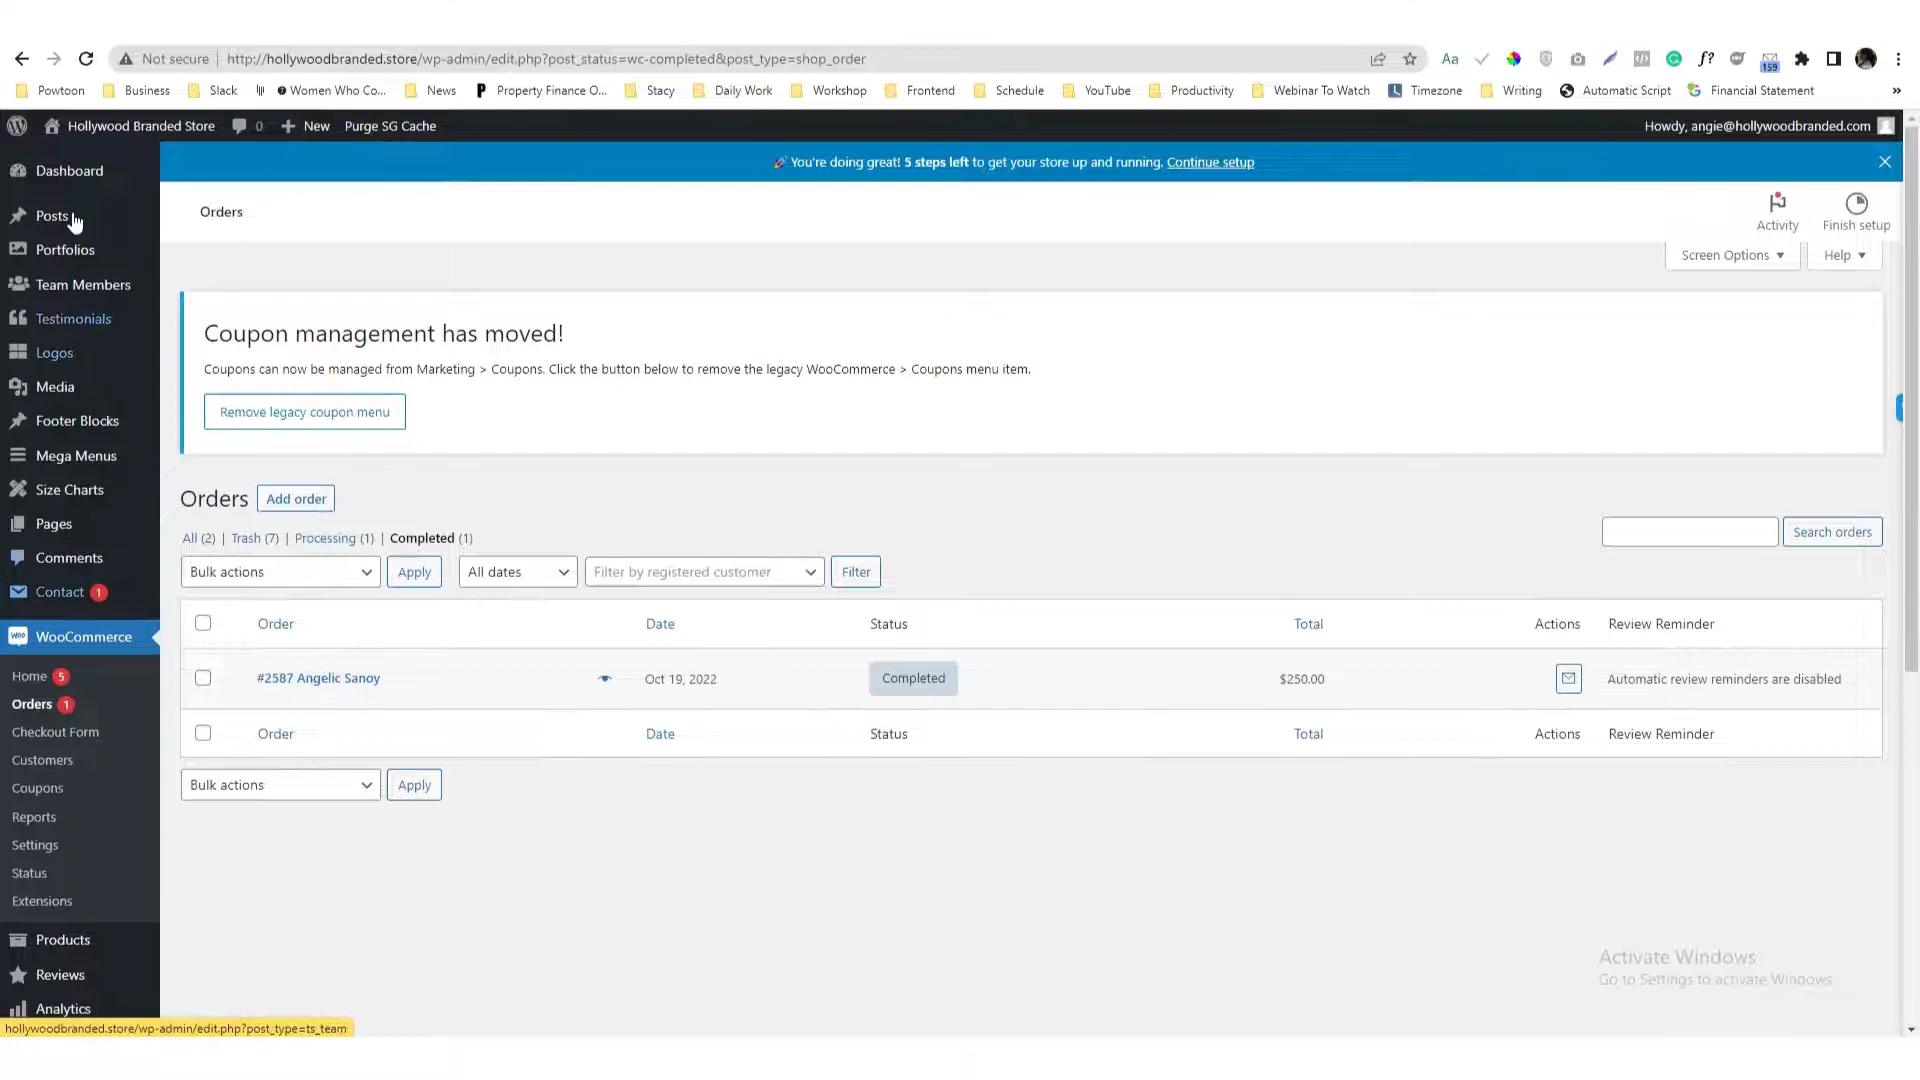 Not secure
http://hollywoodbranded.store/wp-admin/edit.php?post_status=wc-completed&post_type=shop_order
Aa
f?
159
Powtoon
Business
Slack
Women Who Co...
News
Property Finance O...
Stacy
Daily Work
Workshop
Frontend
Schedule
YouTube
Productivity
Webinar To Watch
Timezone
Writing
Automatic Script
Financial Statement
»
Hollywood Branded Store
0
New
Purge SG Cache
Howdy, angie@hollywoodbranded.com
You're doing great! 5 steps left to get your store up and running. Continue setup
Dashboard
Posts
Portfolios
Team Members
Testimonials
Logos
Media
Footer Blocks
Mega Menus
Size Charts
Pages
Comments
Contact 1
WooCommerce
Home 5
Orders 1
Checkout Form
Customers
Coupons
Reports
Settings
Status
Extensions
Products
Reviews
Analytics
hollywoodbranded.store/wp-admin/edit.php?post_type=ts_team
Orders
Activity
Finish setup
Screen Options
Help
Coupon management has moved!
Coupons can now be managed from Marketing > Coupons. Click the button below to remove the legacy WooCommerce > Coupons menu item.
Remove legacy coupon menu
Orders
Add order
All (2) | Trash (7) | Processing (1) | Completed (1)
Search orders
Bulk actions
Apply
All dates
Filter by registered customer
Filter
Order
Date
Status
Total
Actions
Review Reminder
#2587 Angelic Sanoy
Oct 19, 2022
Completed
$250.00
Automatic review reminders are disabled
Order
Date
Status
Total
Actions
Review Reminder
Bulk actions
Apply
Activate Windows
Go to Settings to activate Windows